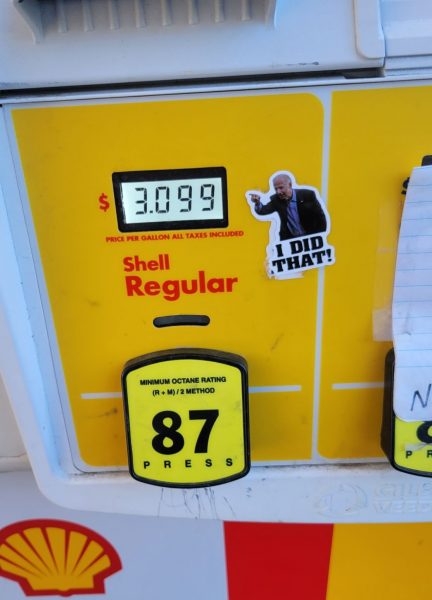 $ 3.099
PRICE PER GALLON ALL TAXES INCLUDED
I DID
THAT!
Shell
Regular
MINIMUM OCTANE RATING
(R + M) / 2 METHOD
87
PRESS
N
P R